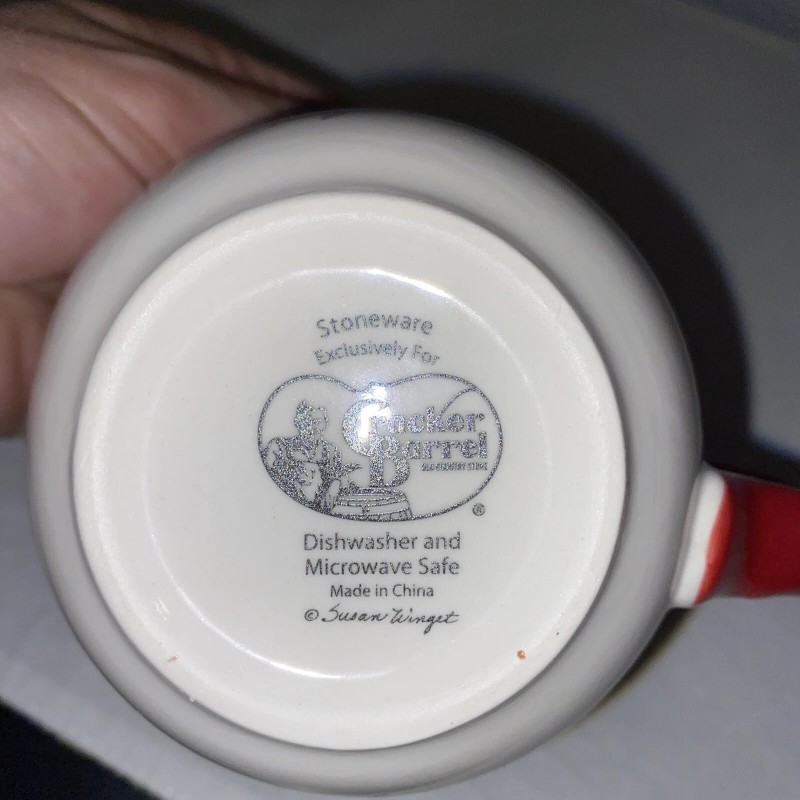 Stoneware
Exclusively For
Cracker
Barrel
OLD COUNTRY STORE
®
Dishwasher and
Microwave Safe
Made in China
© Susan Winget